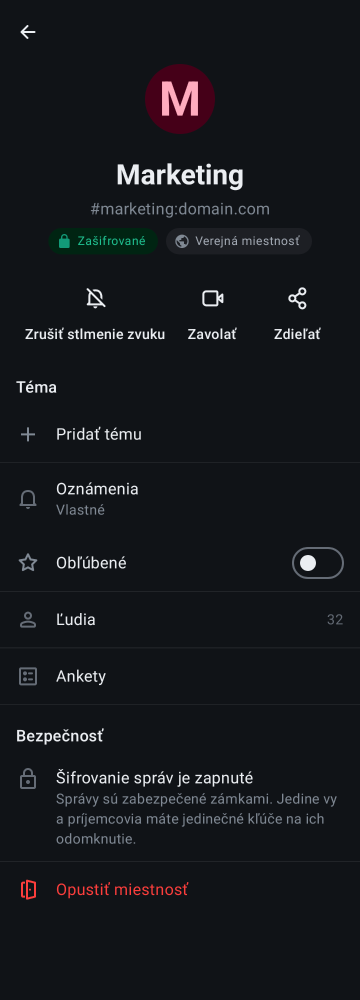 M
Marketing
#marketing:domain.com
Zašifrované
Verejná miestnosť
Zrušiť stlmenie zvuku
Zavolať
Zdieľať
Téma
Pridať tému
Oznámenia
Vlastné
Obľúbené
Ľudia
32
Ankety
Bezpečnosť
Šifrovanie správ je zapnuté
Správy sú zabezpečené zámkami. Jedine vy
a príjemcovia máte jedinečné kľúče na ich
odomknutie.
Opustiť miestnosť